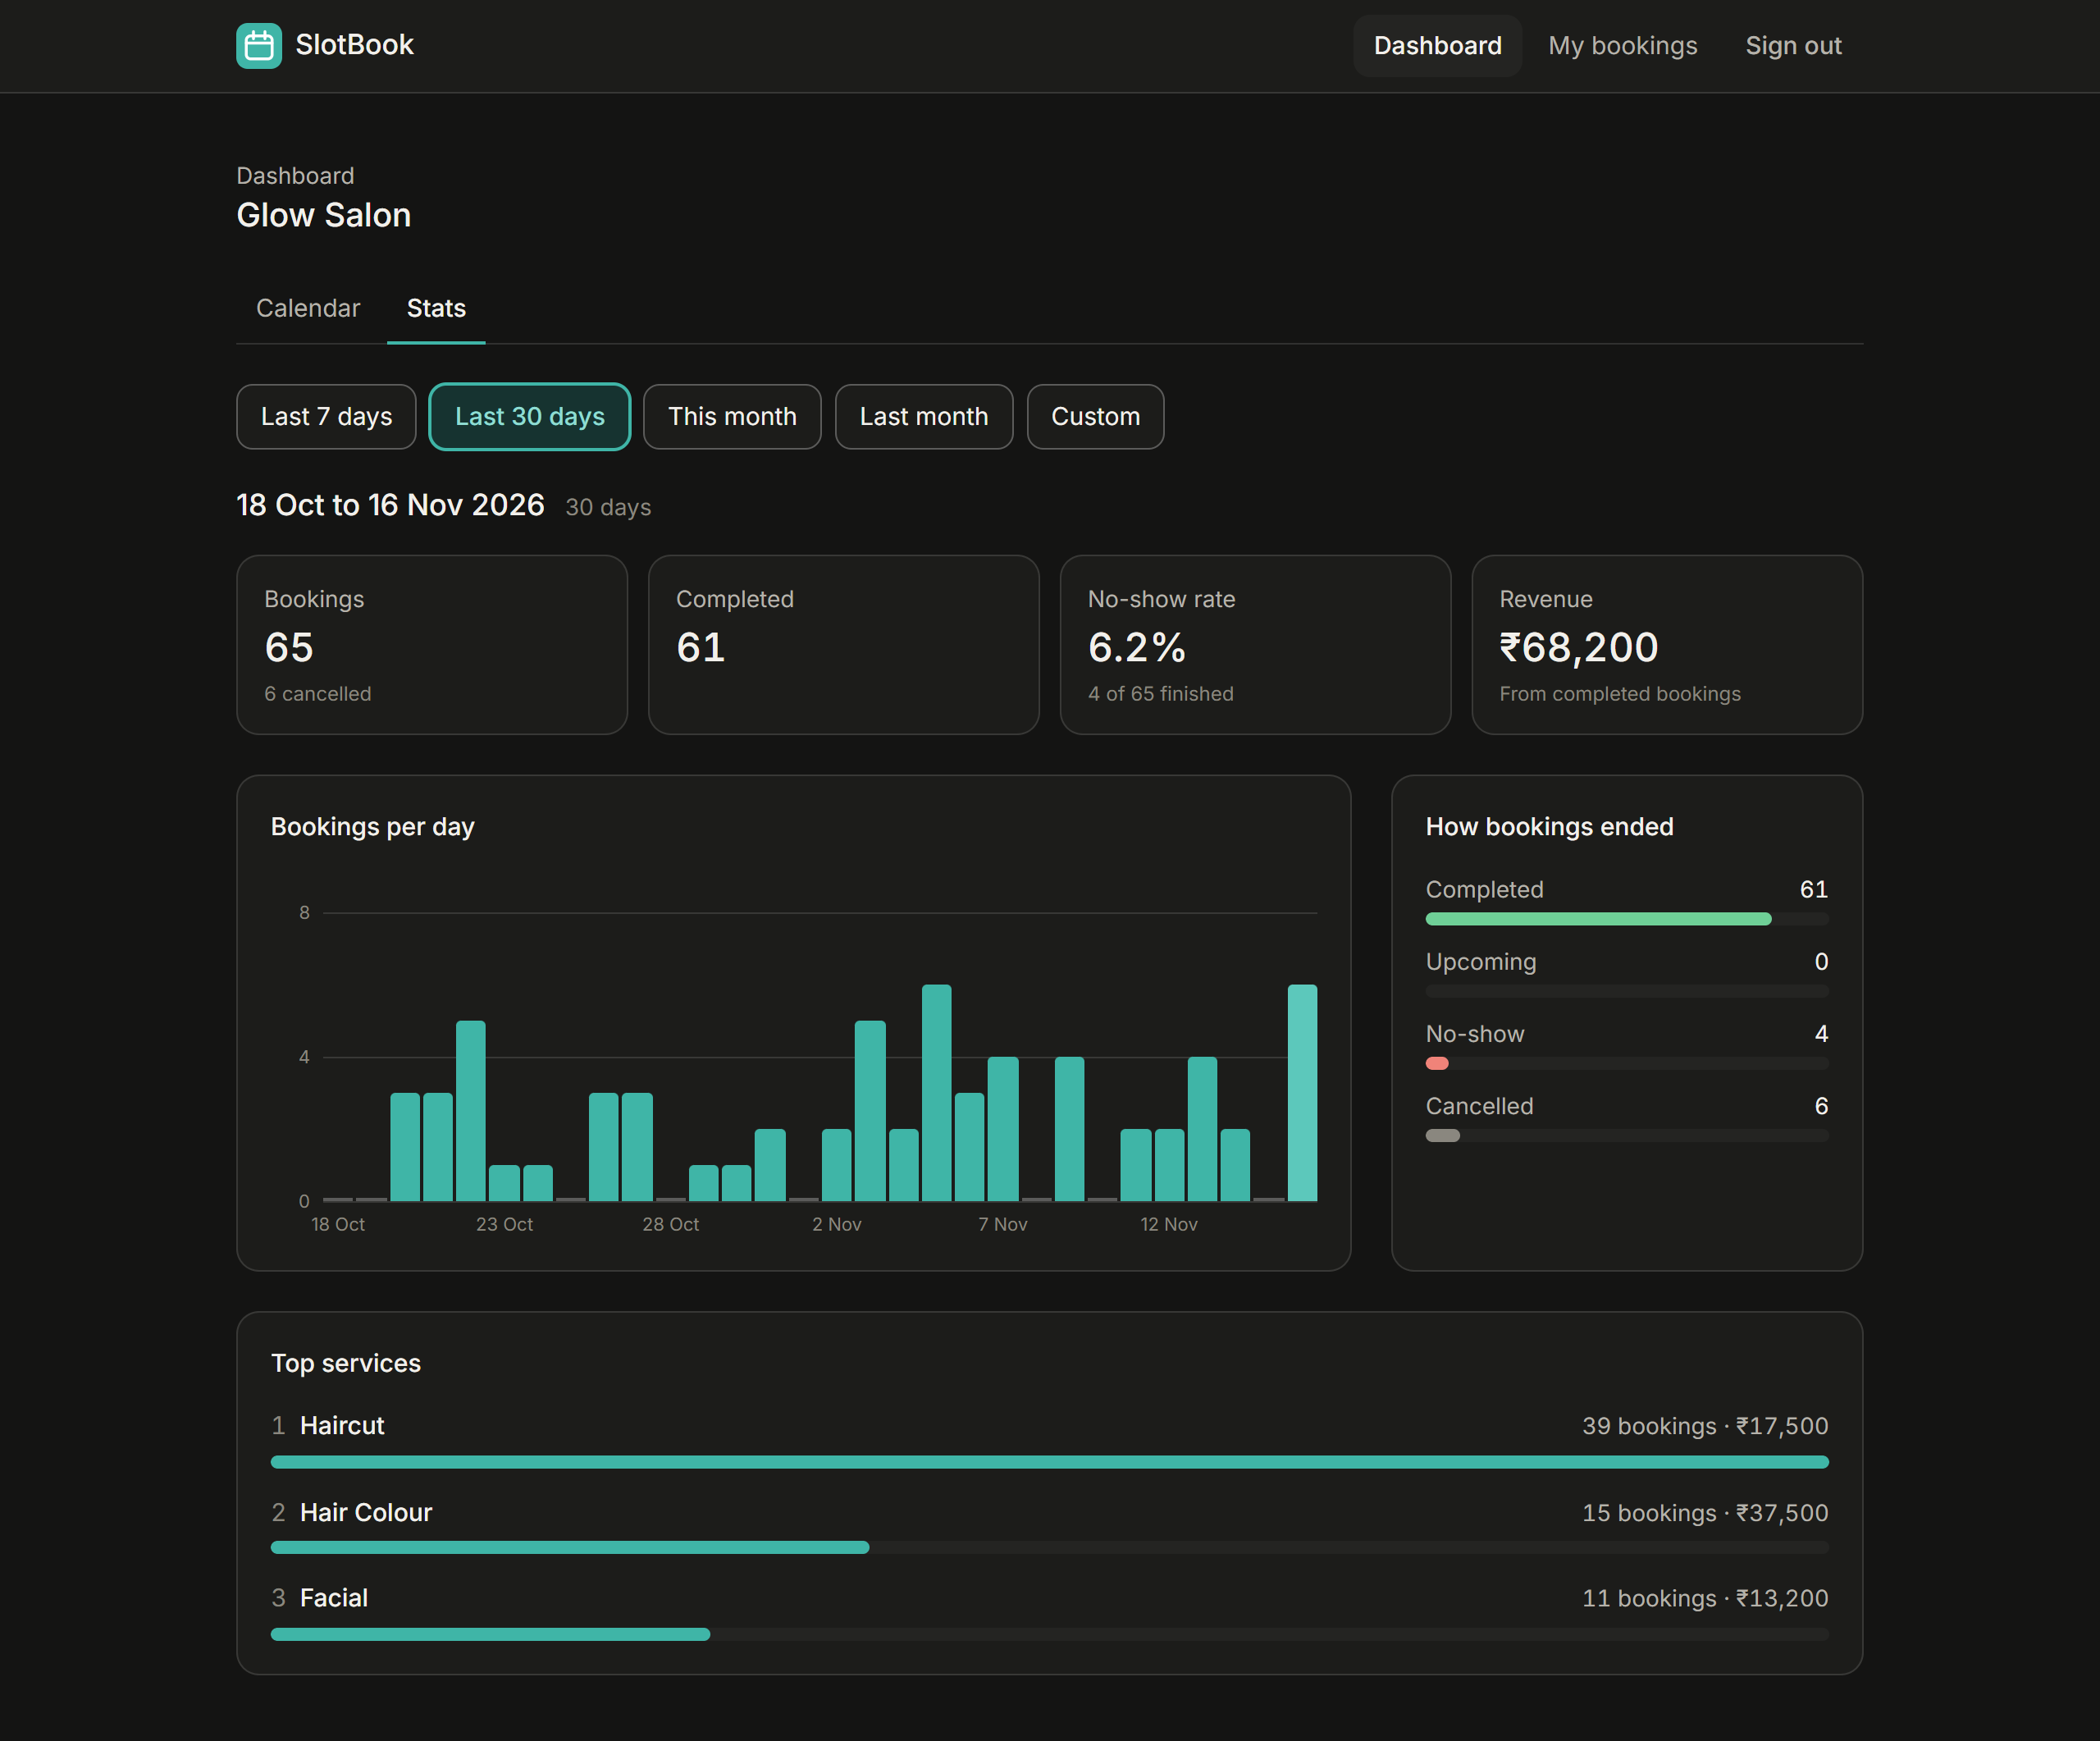 SlotBook
Dashboard My bookings Sign out
Dashboard
Glow Salon
Calendar Stats
Last 7 days Last 30 days This month Last month Custom
18 Oct to 16 Nov 2026 30 days
Bookings
65
6 cancelled
Completed
61
No-show rate
6.2%
4 of 65 finished
Revenue
₹68,200
From completed bookings
Bookings per day
8
4
0
18 Oct 23 Oct 28 Oct 2 Nov 7 Nov 12 Nov
How bookings ended
Completed 61
Upcoming 0
No-show 4
Cancelled 6
Top services
1 Haircut 39 bookings · ₹17,500
2 Hair Colour 15 bookings · ₹37,500
3 Facial 11 bookings · ₹13,200